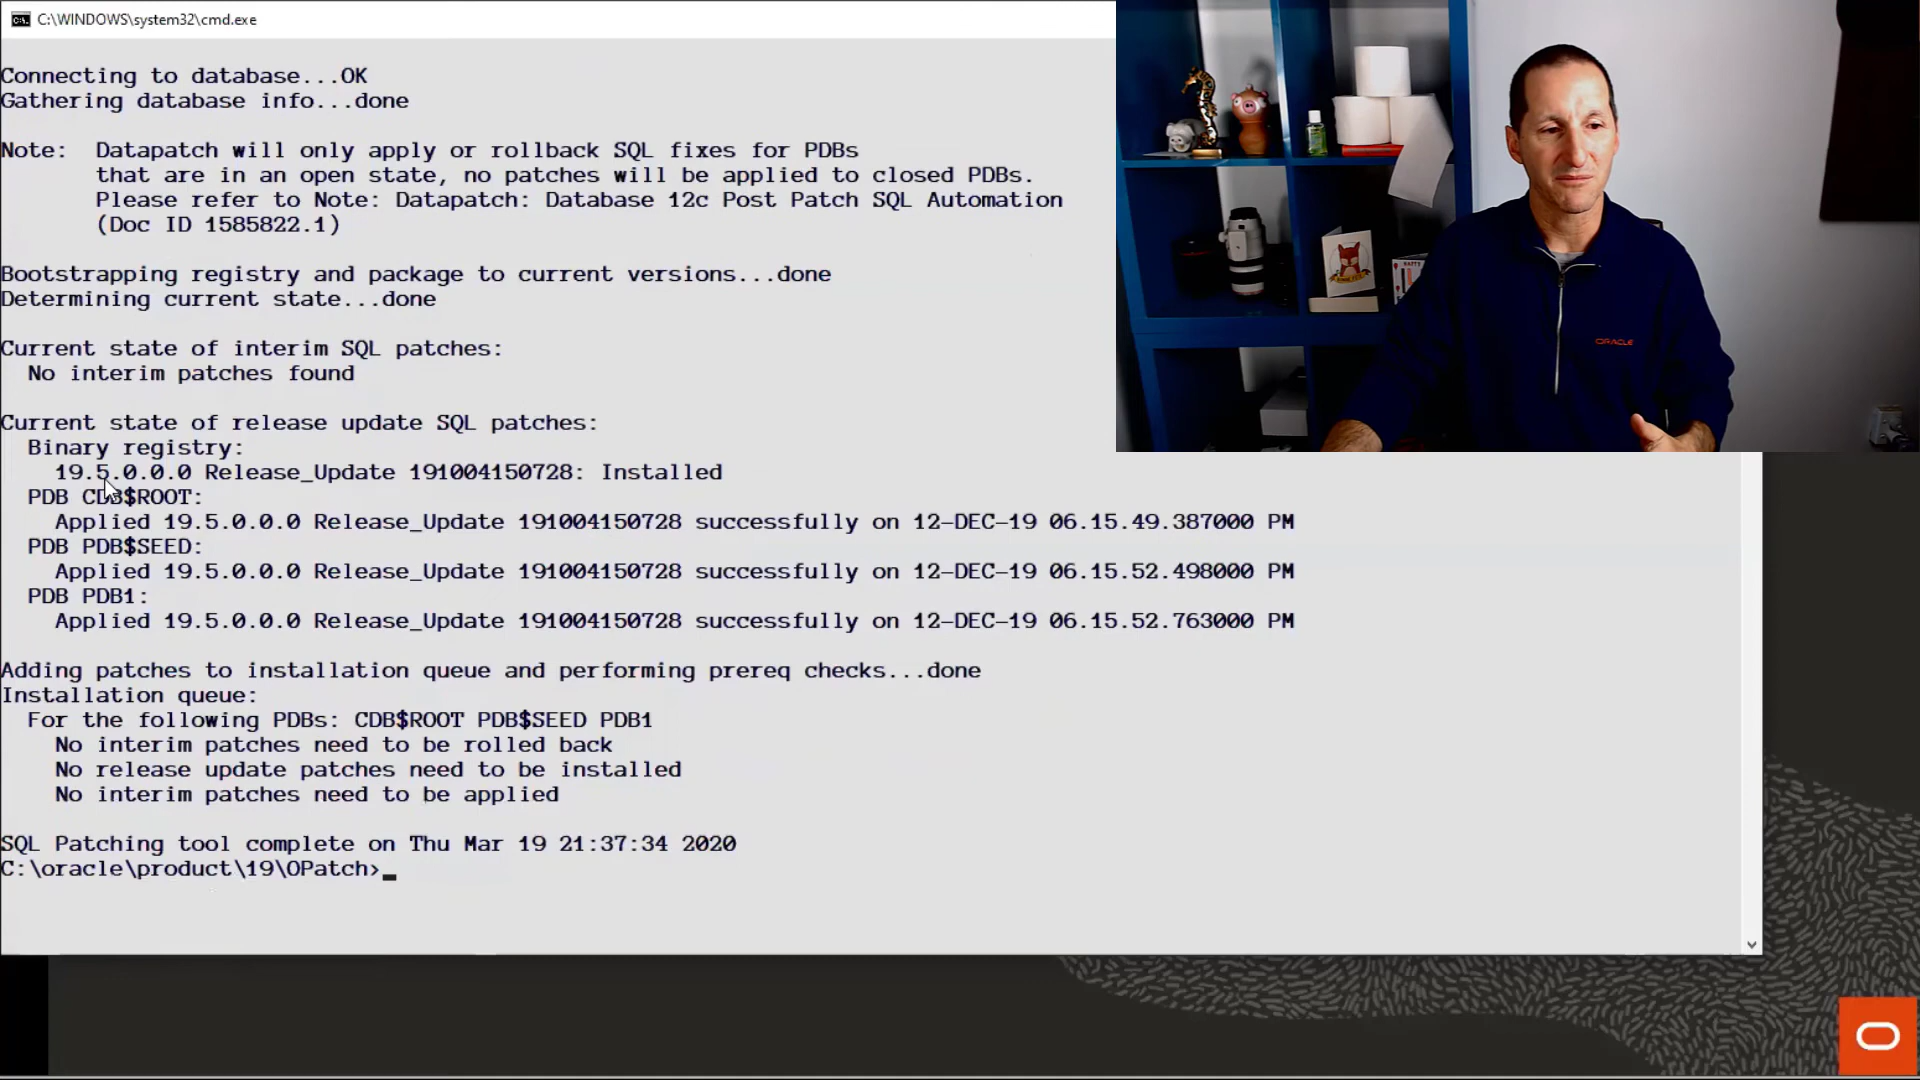 C:\WINDOWS\system32\cmd.exe
Connecting to database...OK
Gathering database info...done
Note:  Datapatch will only apply or rollback SQL fixes for PDBs
       that are in an open state, no patches will be applied to closed PDBs.
       Please refer to Note: Datapatch: Database 12c Post Patch SQL Automation
       (Doc ID 1585822.1)
Bootstrapping registry and package to current versions...done
Determining current state...done
Current state of interim SQL patches:
  No interim patches found
Current state of release update SQL patches:
  Binary registry:
    19.5.0.0.0 Release_Update 191004150728: Installed
  PDB CDB$ROOT:
    Applied 19.5.0.0.0 Release_Update 191004150728 successfully on 12-DEC-19 06.15.49.387000 PM
  PDB PDB$SEED:
    Applied 19.5.0.0.0 Release_Update 191004150728 successfully on 12-DEC-19 06.15.52.498000 PM
  PDB PDB1:
    Applied 19.5.0.0.0 Release_Update 191004150728 successfully on 12-DEC-19 06.15.52.763000 PM
Adding patches to installation queue and performing prereq checks...done
Installation queue:
  For the following PDBs: CDB$ROOT PDB$SEED PDB1
    No interim patches need to be rolled back
    No release update patches need to be installed
    No interim patches need to be applied
SQL Patching tool complete on Thu Mar 19 21:37:34 2020
C:\oracle\product\19\OPatch>
ORACLE